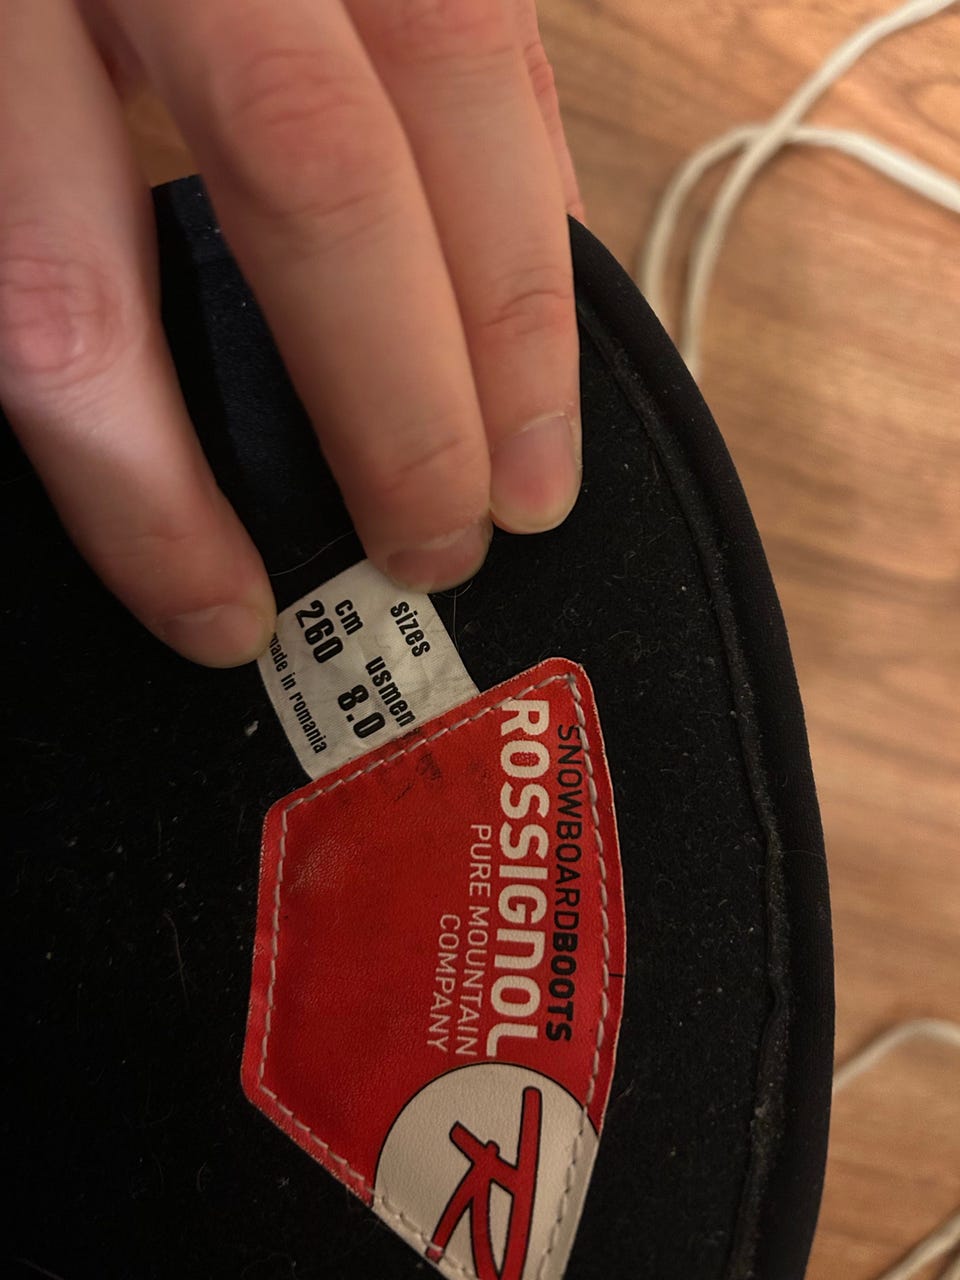 sizes
cm usmen
260 8.0
made in romania
SNOWBOARDBOOTS
ROSSIGNOL
PURE MOUNTAIN
COMPANY
R